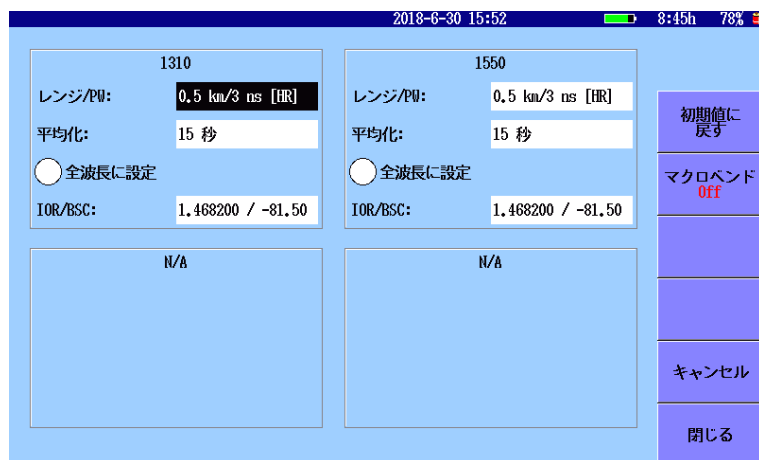 2018-6-30 15:52 8:45h 78%
1310
レンジ/PW: 0.5 km/3 ns [HR]
平均化: 15 秒
全波長に設定
IOR/BSC: 1.468200 / -81.50
1550
レンジ/PW: 0.5 km/3 ns [HR]
平均化: 15 秒
全波長に設定
IOR/BSC: 1.468200 / -81.50
N/A
N/A
初期値に
戻す
マクロベンド
Off
キャンセル
閉じる